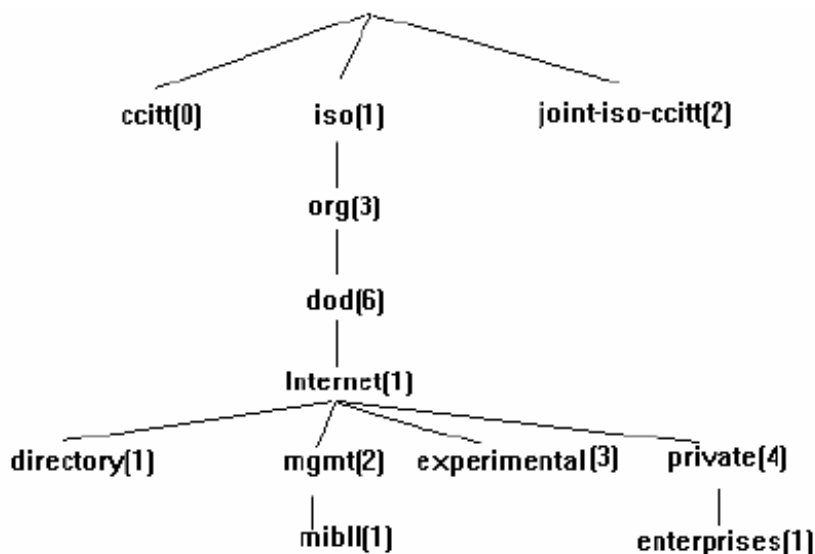 ccitt(0) iso(1) joint-iso-ccitt(2)
org(3)
dod(6)
Internet(1)
directory(1) mgmt(2) experimental(3) private(4)
mibII(1) enterprises(1)